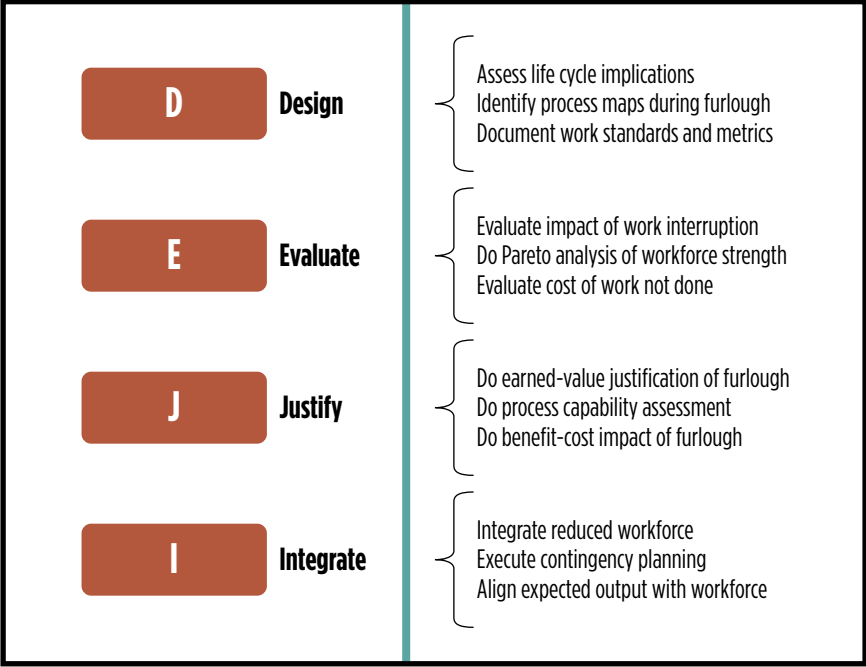 D
Design
Assess life cycle implications
Identify process maps during furlough
Document work standards and metrics
E
Evaluate
Evaluate impact of work interruption
Do Pareto analysis of workforce strength
Evaluate cost of work not done
J
Justify
Do earned-value justification of furlough
Do process capability assessment
Do benefit-cost impact of furlough
I
Integrate
Integrate reduced workforce
Execute contingency planning
Align expected output with workforce